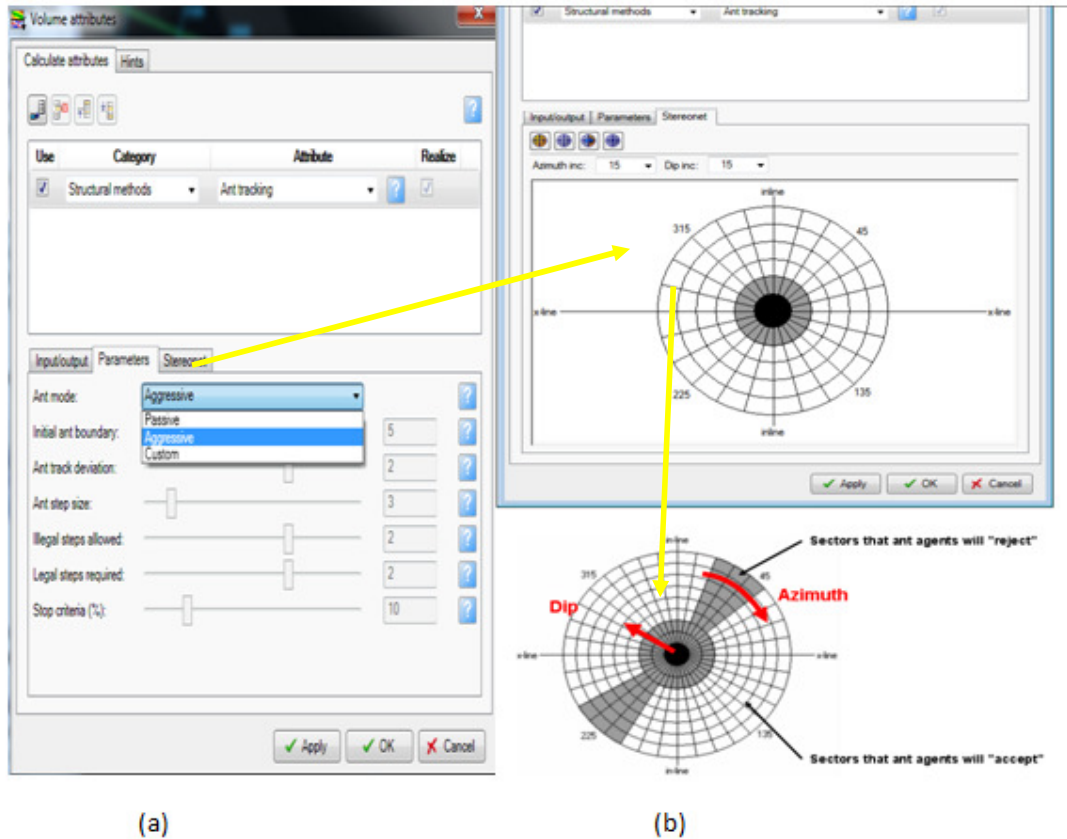 Volume attributes
X
Calculate attributes Hints
?
Use Category Attribute Realize
Structural methods Ant tracking ?
Input/output Parameters Stereonet
Ant mode: Aggressive ?
Passive
Aggressive
Custom
Initial ant boundary: 5 ?
Ant track deviation: 2 ?
Ant step size: 3 ?
Illegal steps allowed: 2 ?
Legal steps required: 2 ?
Stop criteria (%): 10 ?
Apply OK Cancel
(a)
Structural methods Ant tracking ?
Input/output Parameters Stereonet
Azimuth inc: 15 Dip inc: 15
inline
315 45
x-line x-line
225 135
inline
Apply OK Cancel
in-line
Sectors that ant agents will "reject"
315 45
Azimuth
Dip
x-line x-line
225 135
Sectors that ant agents will "accept"
in-line
(b)